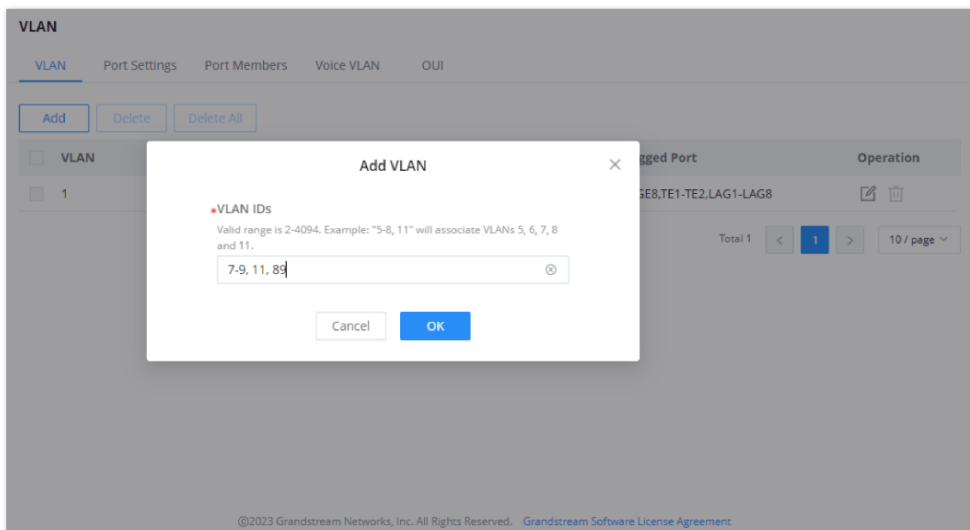 VLAN
VLAN Port Settings Port Members Voice VLAN OUI
Add Delete Delete All
VLAN gged Port Operation
1 GE8,TE1-TE2,LAG1-LAG8
Total 1 < 1 > 10 / page
Add VLAN
*VLAN IDs
Valid range is 2-4094. Example: "5-8, 11" will associate VLANs 5, 6, 7, 8
and 11.
7-9, 11, 89
Cancel OK
©2023 Grandstream Networks, Inc. All Rights Reserved. Grandstream Software License Agreement